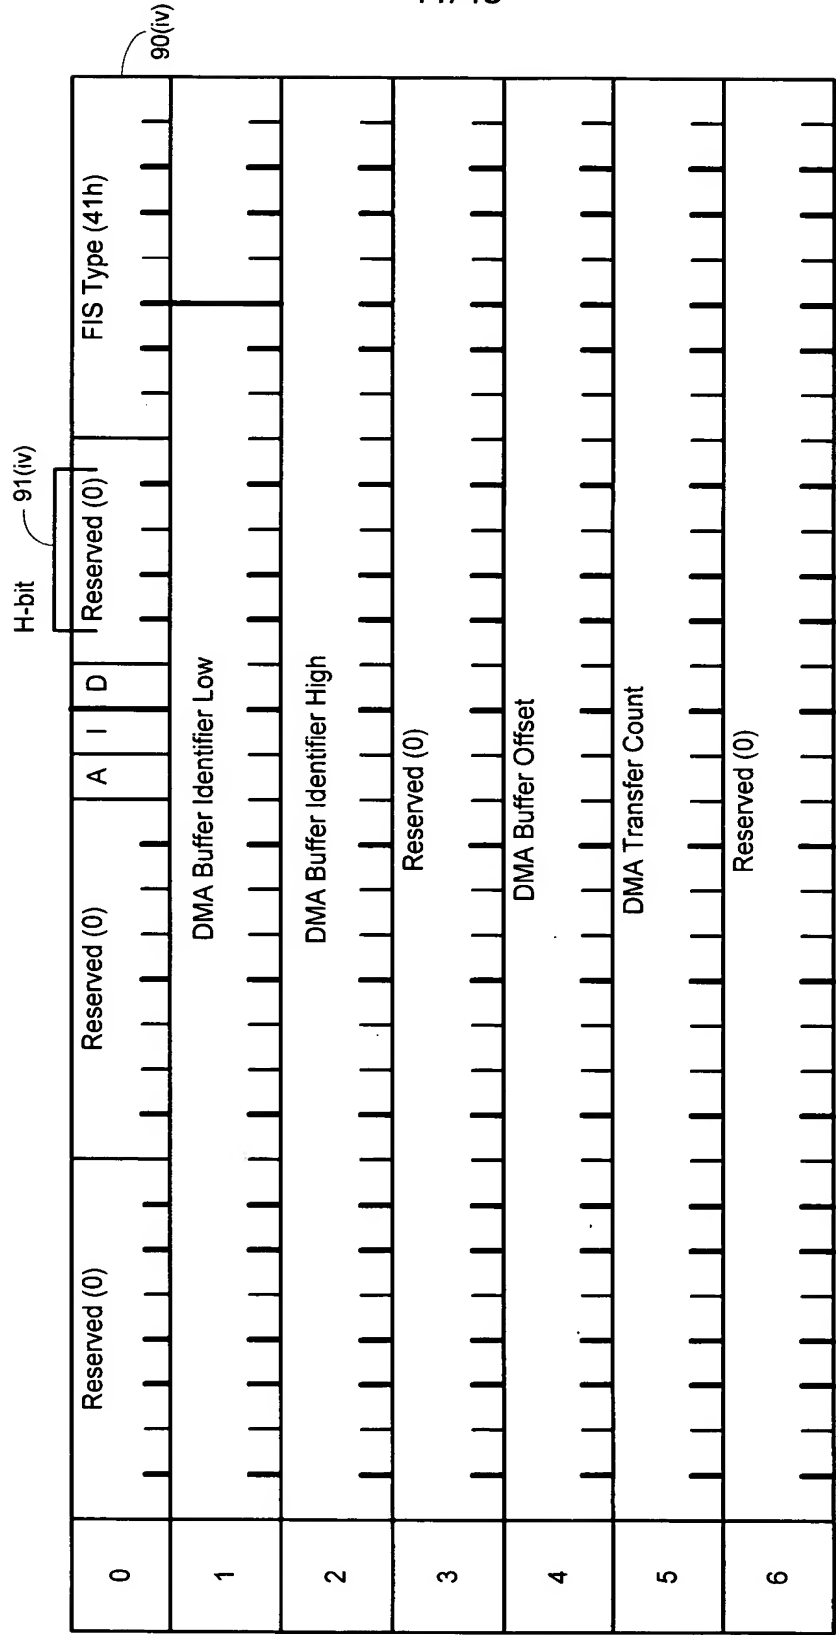 H-bit
91(iv)
90(iv)
0
Reserved (0)
Reserved (0)
A
I
D
Reserved (0)
FIS Type (41h)
1
DMA Buffer Identifier Low
2
DMA Buffer Identifier High
3
Reserved (0)
4
DMA Buffer Offset
5
DMA Transfer Count
6
Reserved (0)